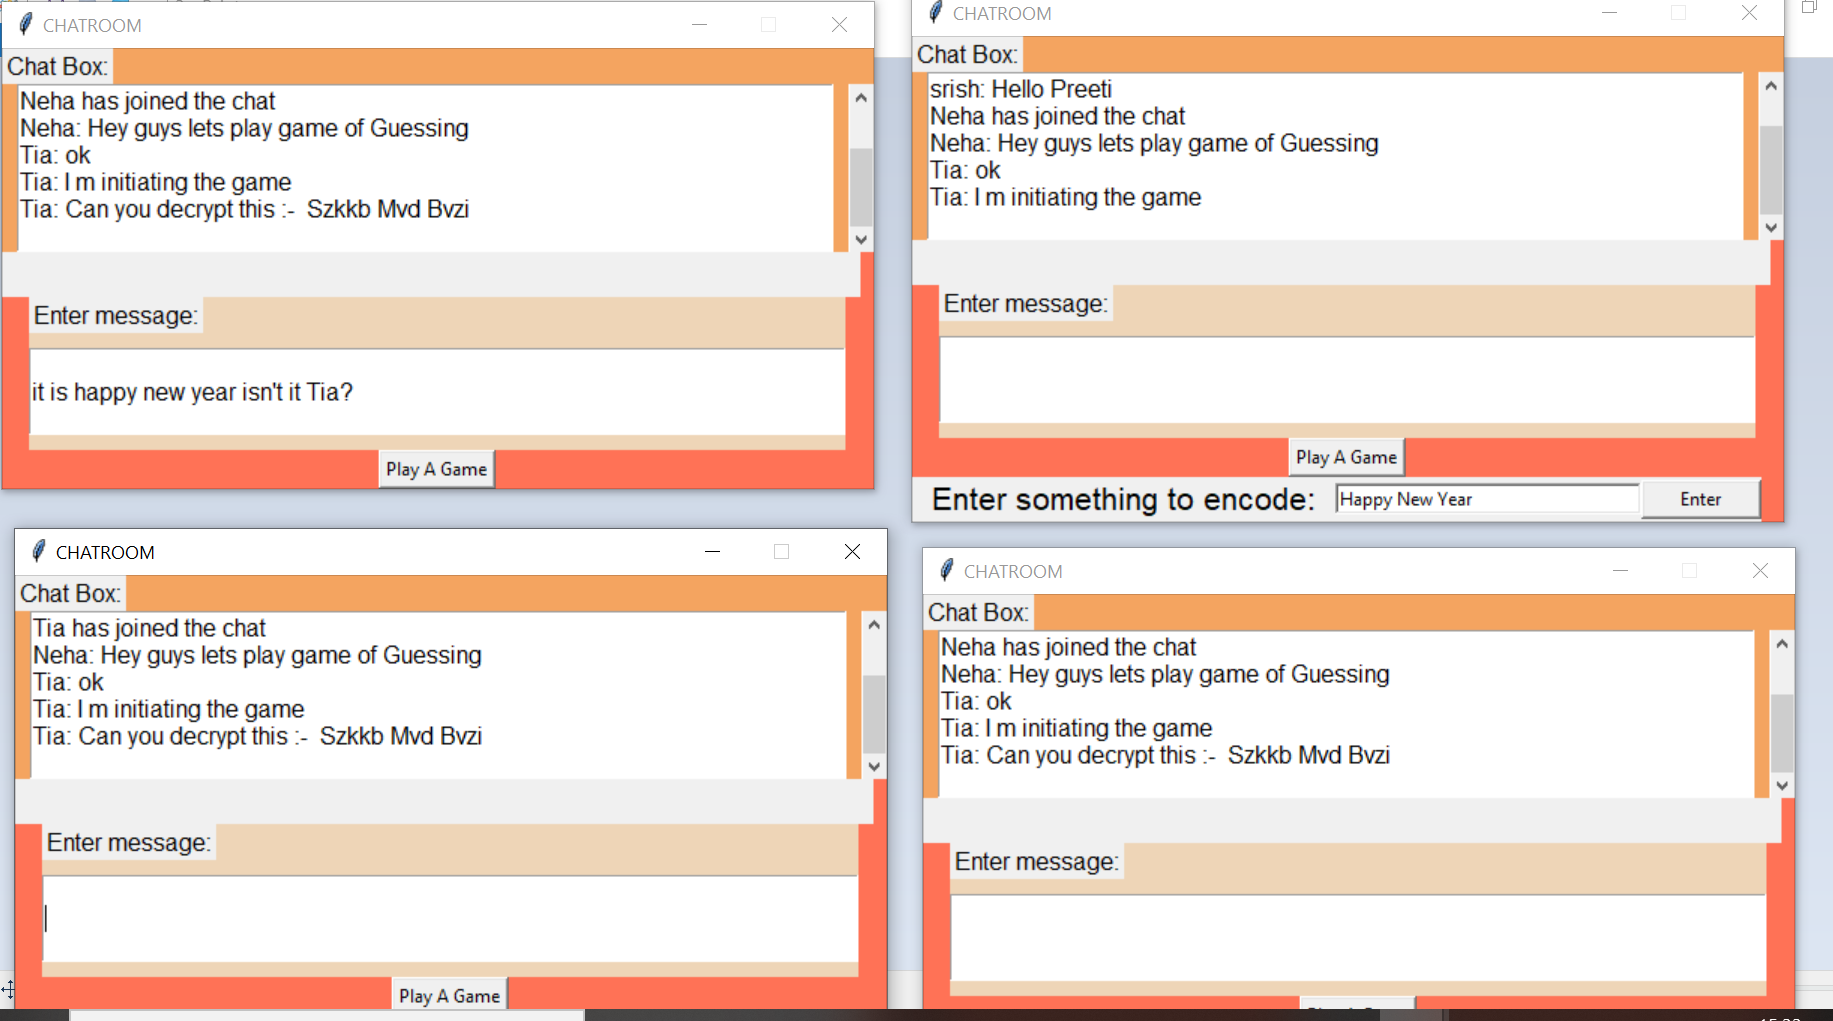 CHATROOM
Chat Box:
Neha has joined the chat
Neha: Hey guys lets play game of Guessing
Tia: ok
Tia: I m initiating the game
Tia: Can you decrypt this :-  Szkkb Mvd Bvzi
Enter message:
it is happy new year isn't it Tia?
Play A Game
CHATROOM
Chat Box:
srish: Hello Preeti
Neha has joined the chat
Neha: Hey guys lets play game of Guessing
Tia: ok
Tia: I m initiating the game
Enter message:
Play A Game
Enter something to encode: Happy New Year Enter
CHATROOM
Chat Box:
Tia has joined the chat
Neha: Hey guys lets play game of Guessing
Tia: ok
Tia: I m initiating the game
Tia: Can you decrypt this :-  Szkkb Mvd Bvzi
Enter message:
Play A Game
CHATROOM
Chat Box:
Neha has joined the chat
Neha: Hey guys lets play game of Guessing
Tia: ok
Tia: I m initiating the game
Tia: Can you decrypt this :-  Szkkb Mvd Bvzi
Enter message: